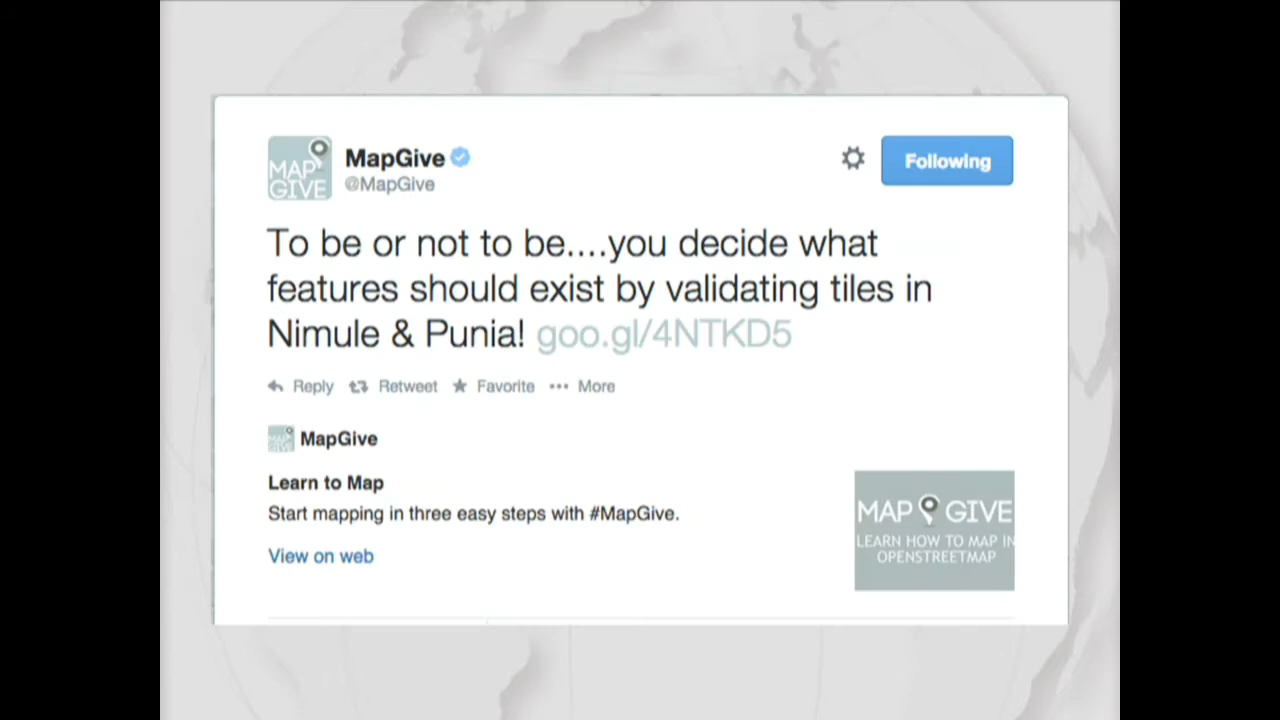 MAP GIVE
MapGive
@MapGive
Following
To be or not to be....you decide what
features should exist by validating tiles in
Nimule & Punia! goo.gl/4NTKD5
Reply Retweet Favorite More
MAP GIVE
MapGive
Learn to Map
Start mapping in three easy steps with #MapGive.
View on web
MAP GIVE
LEARN HOW TO MAP IN
OPENSTREETMAP